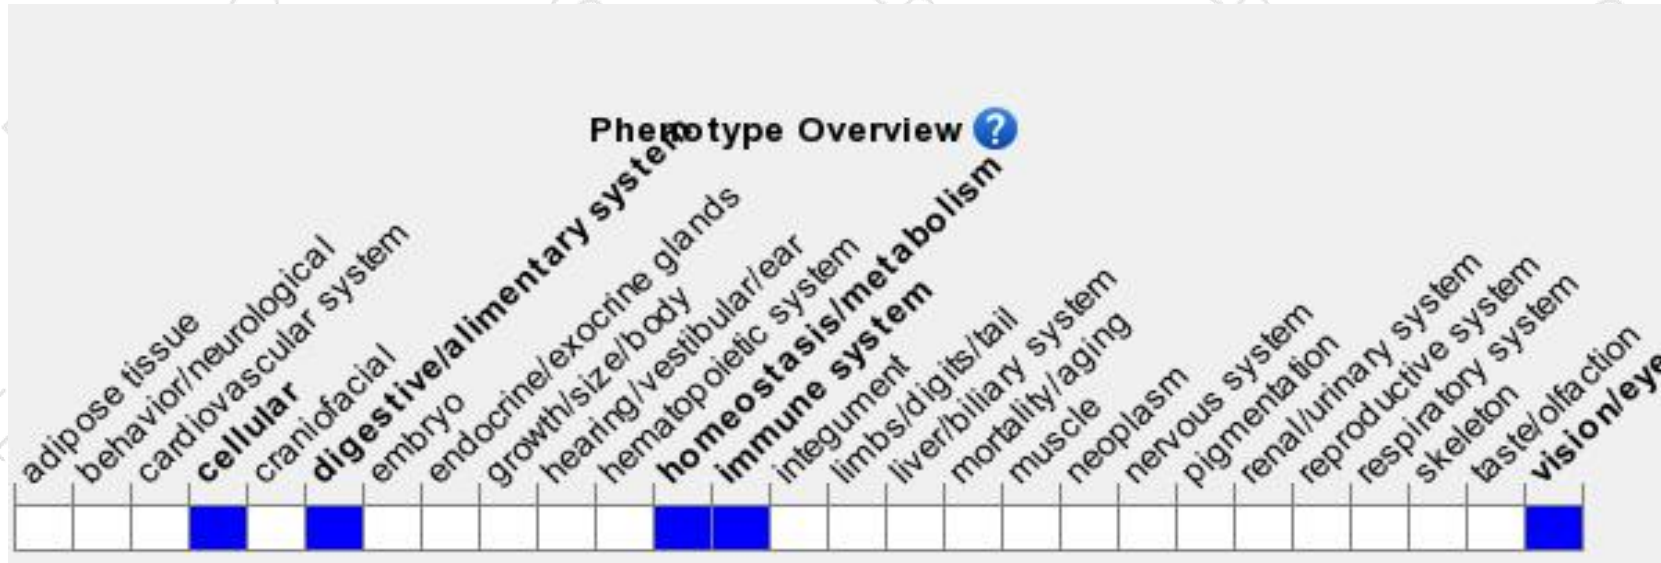 Phenotype Overview ?
adipose tissue
behavior/neurological
cardiovascular system
cellular
craniofacial
digestive/alimentary system
embryo
endocrine/exocrine glands
growth/size/body
hearing/vestibular/ear
hematopoietic system
homeostasis/metabolism
immune system
integument
limbs/digits/tail
liver/biliary system
mortality/aging
muscle
neoplasm
nervous system
pigmentation
renal/urinary system
reproductive system
respiratory system
skeleton
taste/olfaction
vision/eye